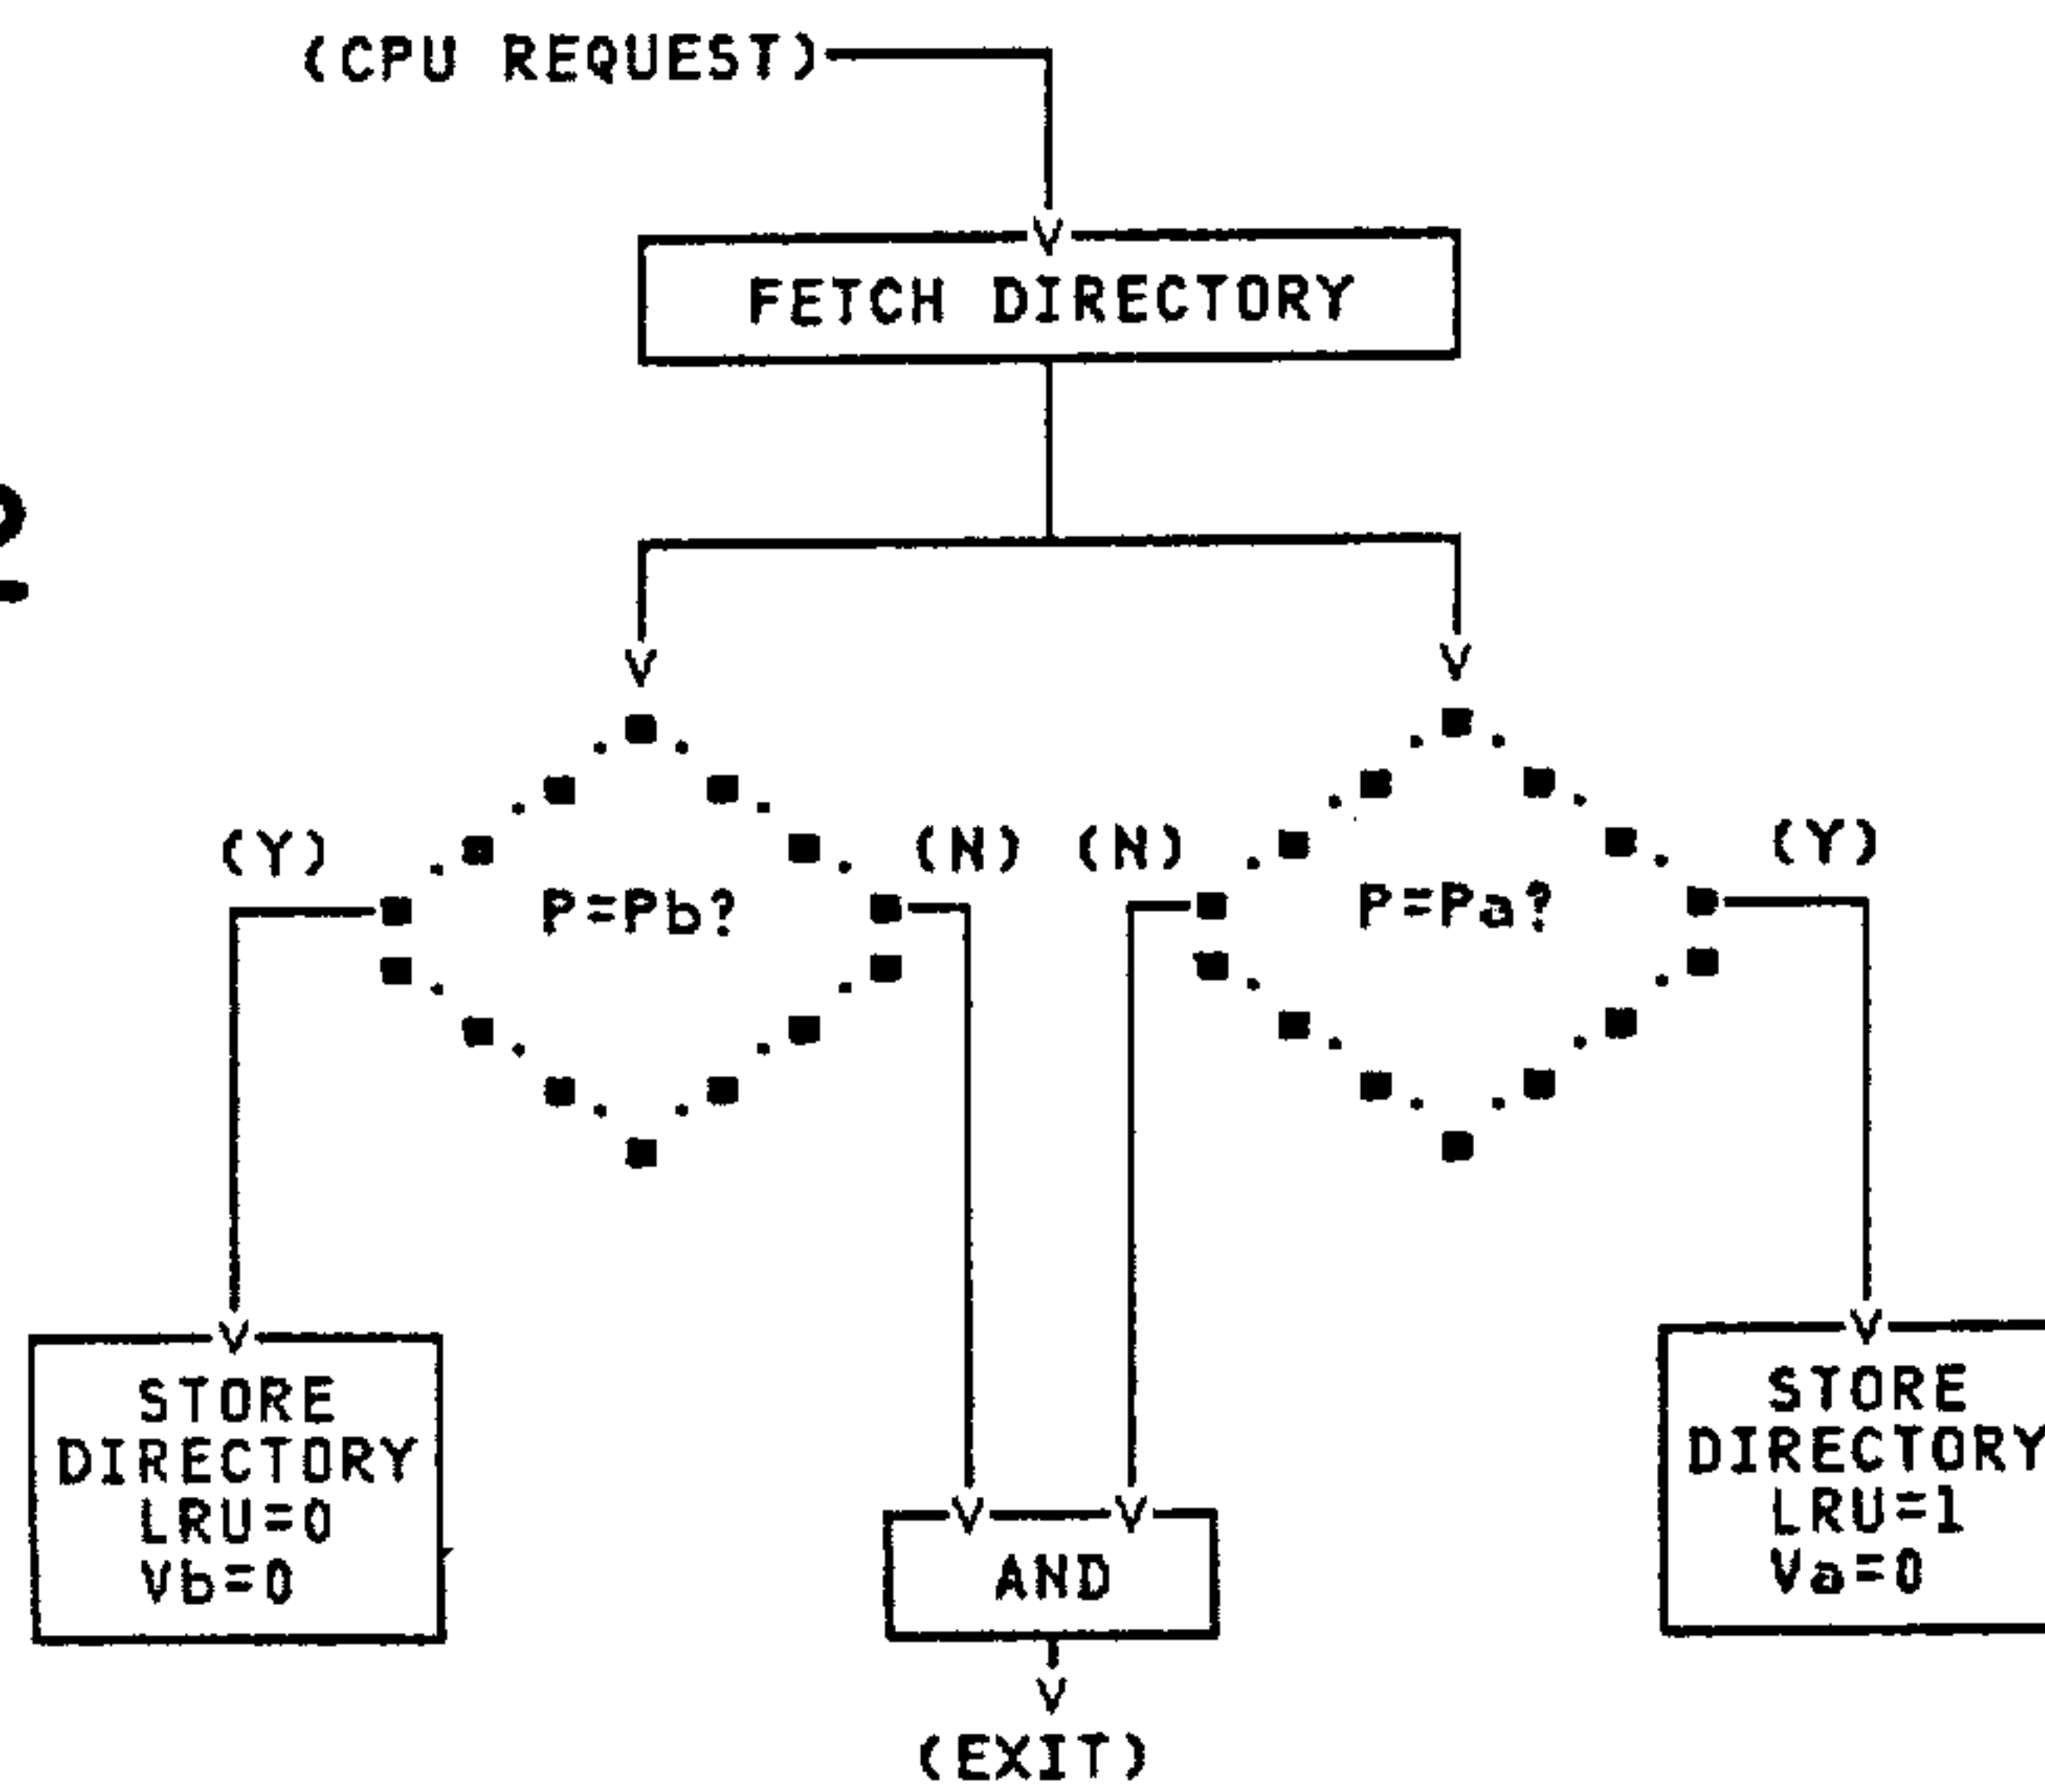 (CPU REQUEST)
FETCH DIRECTORY
(Y)
P=Pb?
(N)
(N)
P=Pa?
(Y)
STORE
DIRECTORY
LRU=0
Vb=0
AND
STORE
DIRECTORY
LRU=1
Va=0
(EXIT)